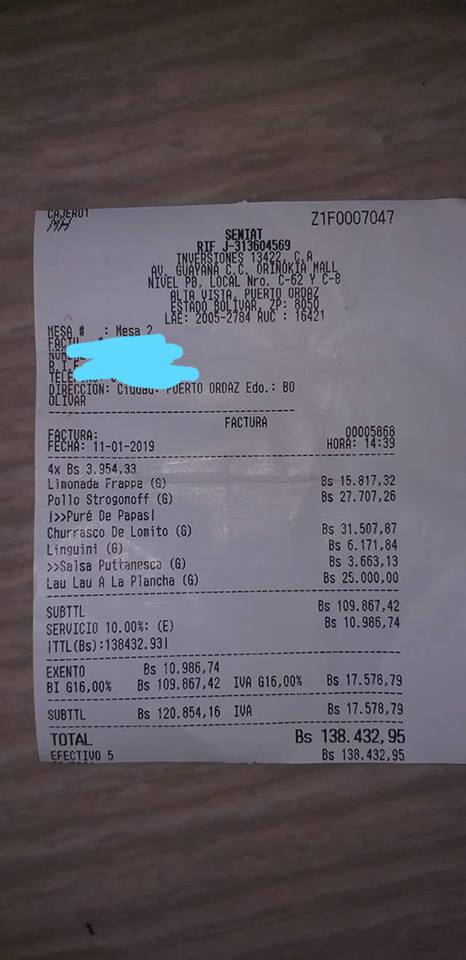 CAJERO1
Z1F0007047
SENIAT
RIF J-313604569
INVERSIONES 13422, C.A
AV. GUAYANA C.C. ORINOKIA MALL
NIVEL PB, LOCAL Nro. C-62 Y C-8
ALTA VISTA, PUERTO ORDAZ
ESTADO BOLIVAR, ZP: 8050
LAE: 2005-2784 RUC : 16421
MESA # : Mesa 2
DIRECCION: Ciudad: PUERTO ORDAZ Edo.: BO
OLIVAR
FACTURA
FACTURA: 00005868
FECHA: 11-01-2019 HORA: 14:39
4x Bs 3.954,33
Limonada Frappe (G) Bs 15.817,32
Pollo Strogonoff (G) Bs 27.707,26
|>>Puré De Papas|
Churrasco De Lomito (G) Bs 31.507,87
Linguini (G) Bs 6.171,84
>>Salsa Puttanesca (G) Bs 3.663,13
Lau Lau A La Plancha (G) Bs 25.000,00
SUBTTL Bs 109.867,42
SERVICIO 10.00%: (E) Bs 10.986,74
|TTL(Bs):138432.93|
EXENTO Bs 10.986,74
BI G16,00% Bs 109.867,42 IVA G16,00% Bs 17.578,79
SUBTTL Bs 120.854,16 IVA Bs 17.578,79
TOTAL Bs 138.432,95
EFECTIVO 5 Bs 138.432,95